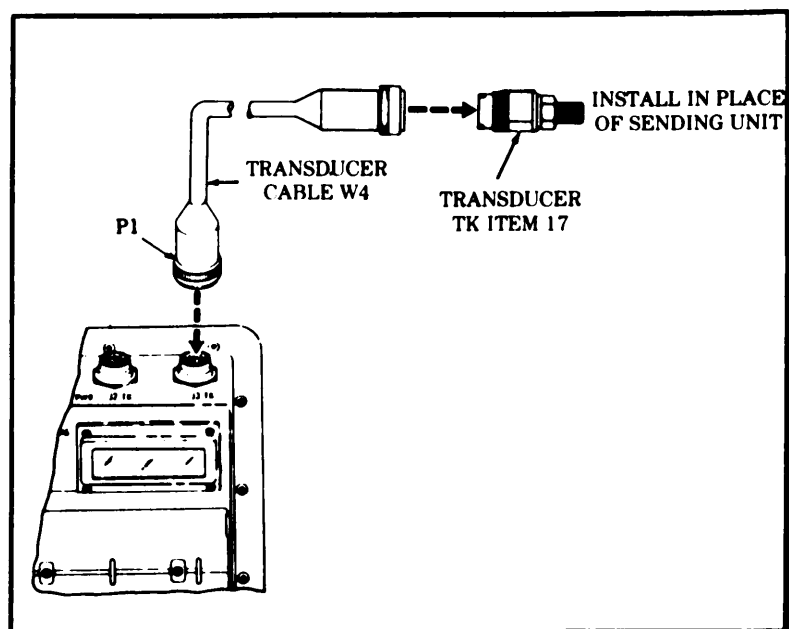 INSTALL IN PLACE
OF SENDING UNIT
TRANSDUCER
CABLE W4
TRANSDUCER
TK ITEM 17
P1